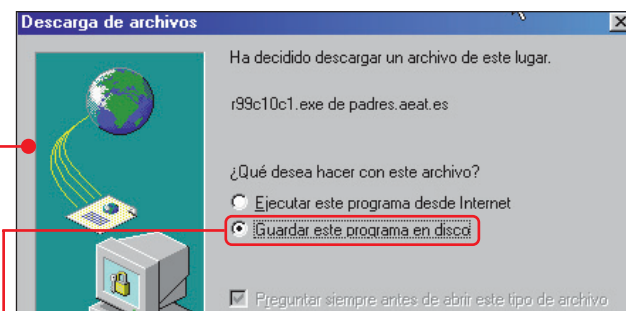 Descarga de archivos
Ha decidido descargar un archivo de este lugar.
r99c10c1.exe de padres.aeat.es
¿Qué desea hacer con este archivo?
Ejecutar este programa desde Internet
Guardar este programa en disco
Preguntar siempre antes de abrir este tipo de archivo